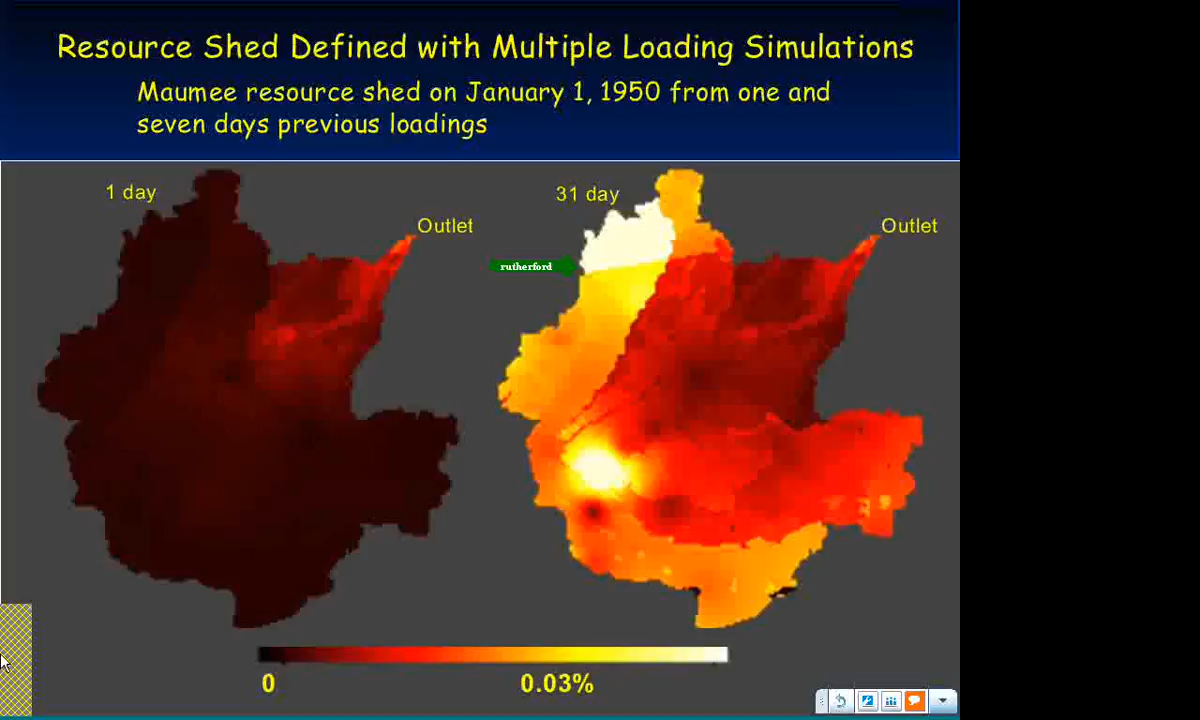 Resource Shed Defined with Multiple Loading Simulations
Maumee resource shed on January 1, 1950 from one and
seven days previous loadings
1 day
31 day
Outlet
Outlet
rutherford
0
0.03%